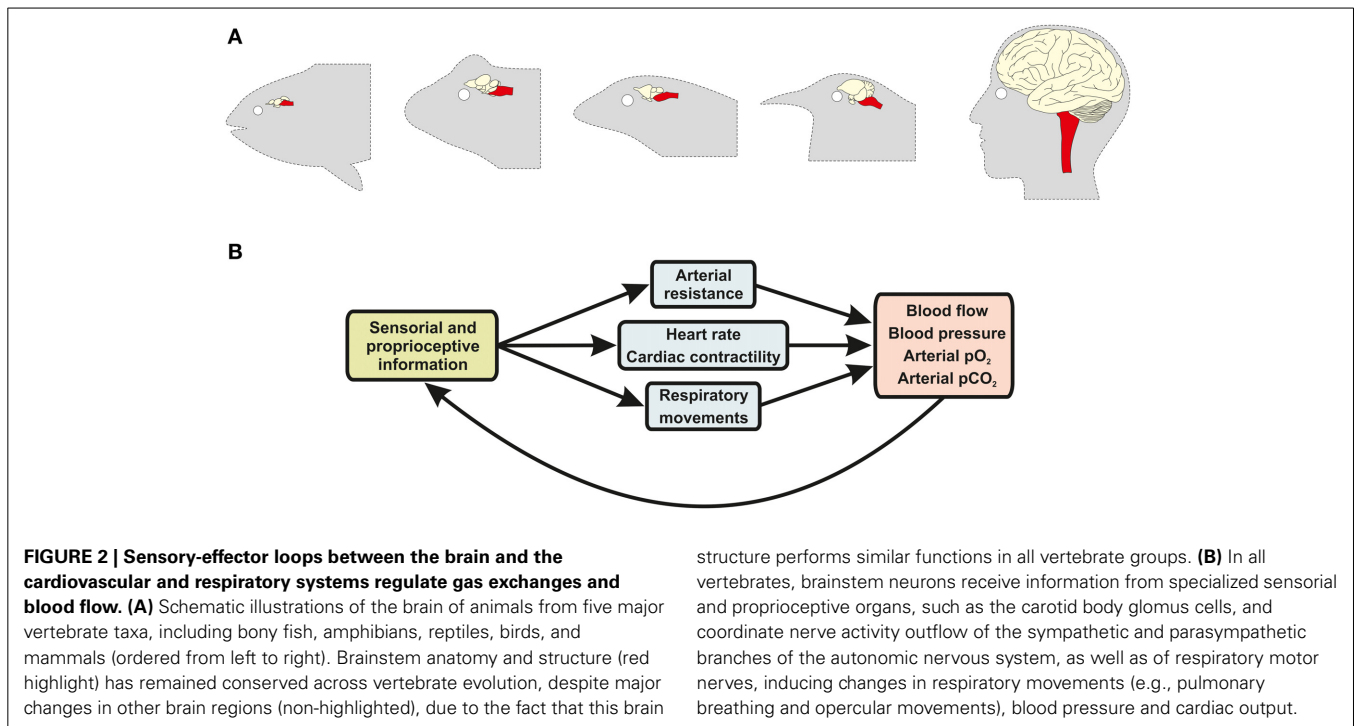 A
B
Sensorial and
proprioceptive
information
Arterial
resistance
Heart rate
Cardiac contractility
Respiratory
movements
Blood flow
Blood pressure
Arterial pO₂
Arterial pCO₂
FIGURE 2 | Sensory-effector loops between the brain and the
cardiovascular and respiratory systems regulate gas exchanges and
blood flow. (A) Schematic illustrations of the brain of animals from five major
vertebrate taxa, including bony fish, amphibians, reptiles, birds, and
mammals (ordered from left to right). Brainstem anatomy and structure (red
highlight) has remained conserved across vertebrate evolution, despite major
changes in other brain regions (non-highlighted), due to the fact that this brain
structure performs similar functions in all vertebrate groups. (B) In all
vertebrates, brainstem neurons receive information from specialized sensorial
and proprioceptive organs, such as the carotid body glomus cells, and
coordinate nerve activity outflow of the sympathetic and parasympathetic
branches of the autonomic nervous system, as well as of respiratory motor
nerves, inducing changes in respiratory movements (e.g., pulmonary
breathing and opercular movements), blood pressure and cardiac output.